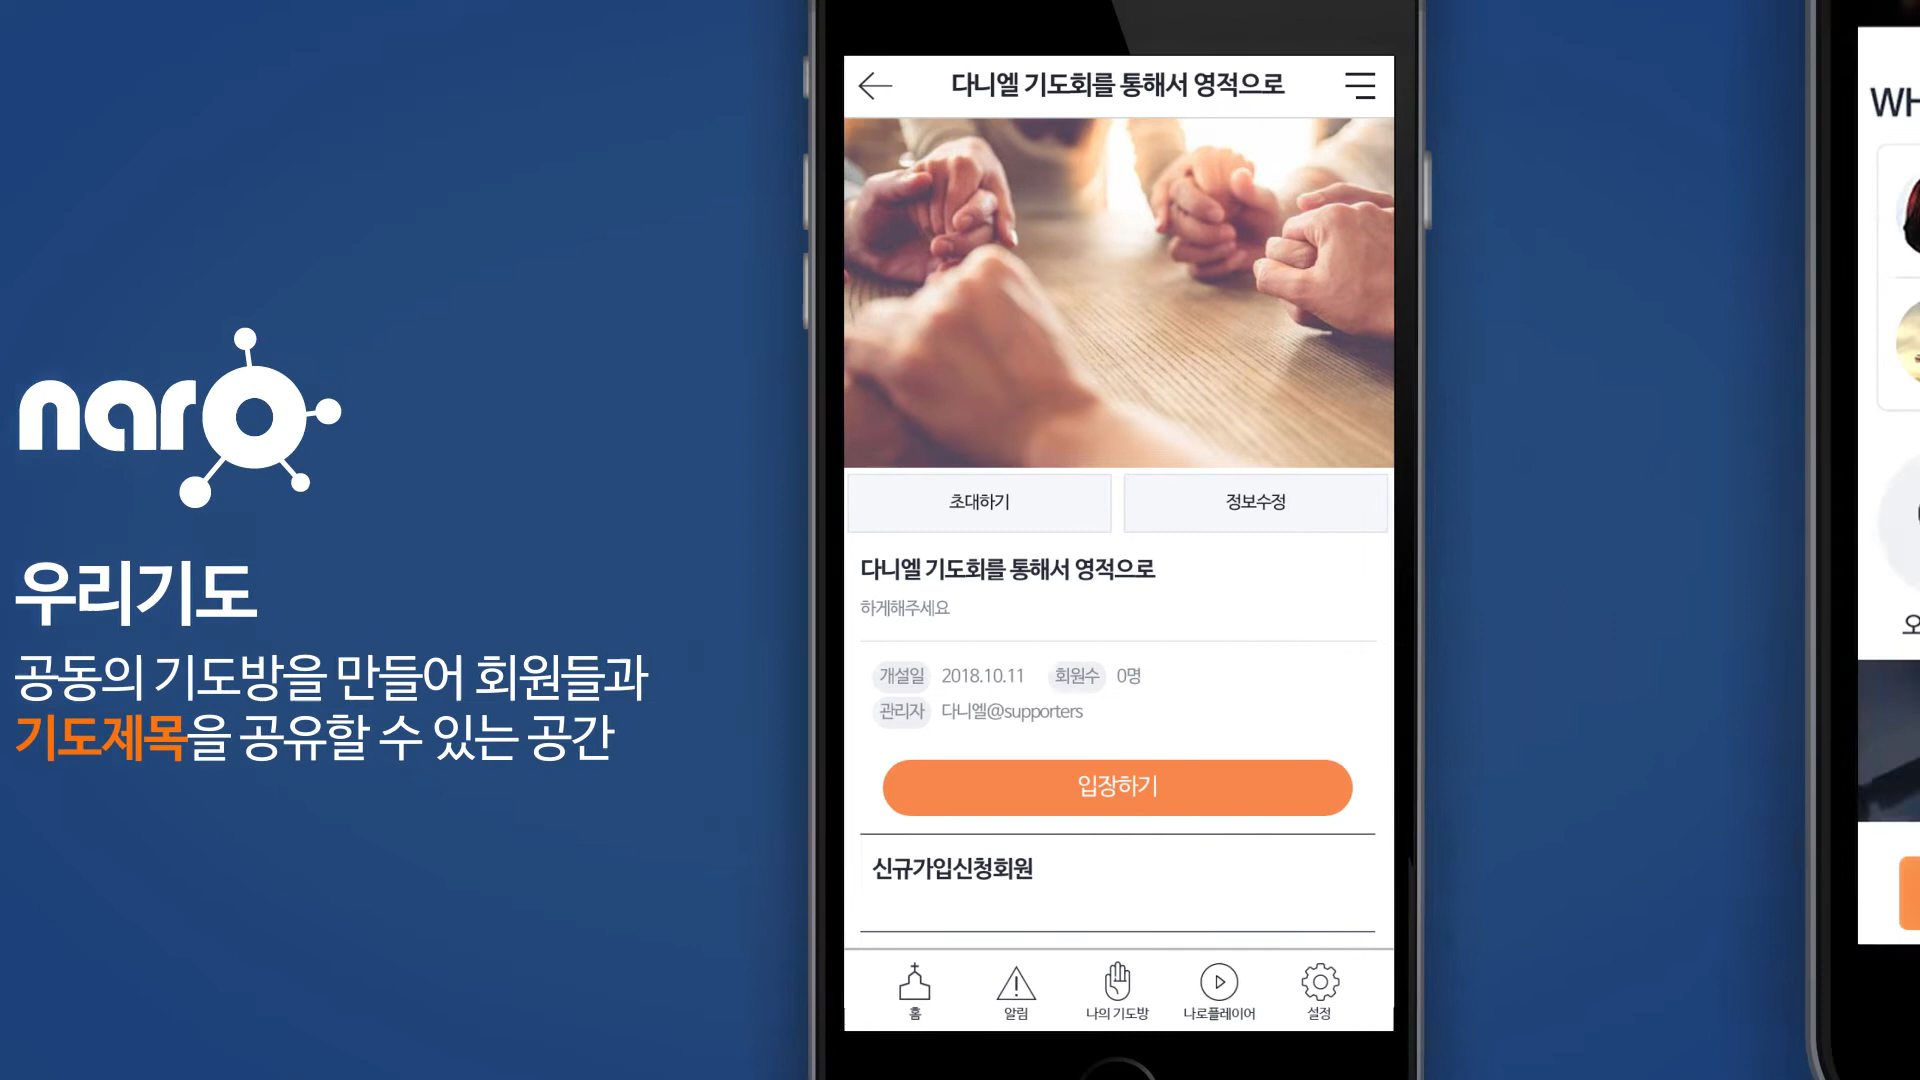 naro
우리기도
공동의 기도방을 만들어 회원들과
기도제목을 공유할 수 있는 공간
다니엘 기도회를 통해서 영적으로
초대하기
정보수정
다니엘 기도회를 통해서 영적으로
하게해주세요
개설일 2018.10.11 회원수 0명
관리자 다니엘@supporters
입장하기
신규가입신청회원
홈
알림
나의 기도방
나로플레이어
설정